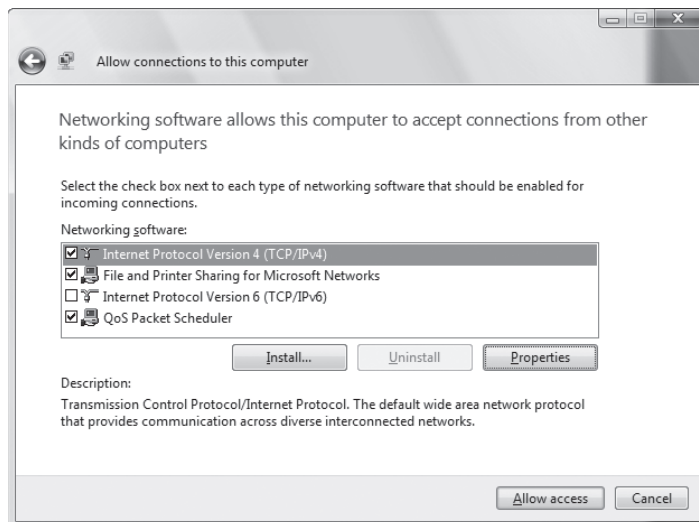 Allow connections to this computer
Networking software allows this computer to accept connections from other
kinds of computers
Select the check box next to each type of networking software that should be enabled for
incoming connections.
Networking software:
Internet Protocol Version 4 (TCP/IPv4)
File and Printer Sharing for Microsoft Networks
Internet Protocol Version 6 (TCP/IPv6)
QoS Packet Scheduler
Install... Uninstall Properties
Description:
Transmission Control Protocol/Internet Protocol. The default wide area network protocol
that provides communication across diverse interconnected networks.
Allow access Cancel